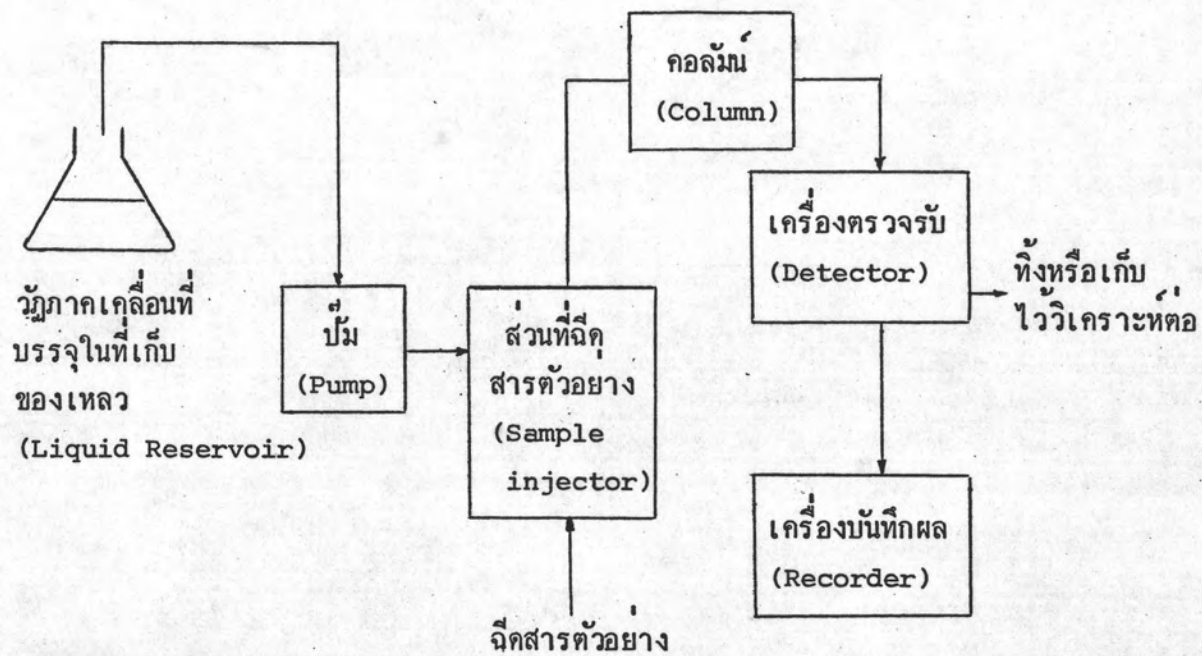 วัฏภาคเคลื่อนที่
บรรจุในที่เก็บ
ของเหลว
(Liquid Reservoir)
ปั๊ม
(Pump)
ส่วนที่ฉีด
สารตัวอย่าง
(Sample
injector)
ฉีดสารตัวอย่าง
คอลัมน์
(Column)
เครื่องตรวจรับ
(Detector)
ทิ้งหรือเก็บ
ไว้วิเคราะห์ต่อ
เครื่องบันทึกผล
(Recorder)